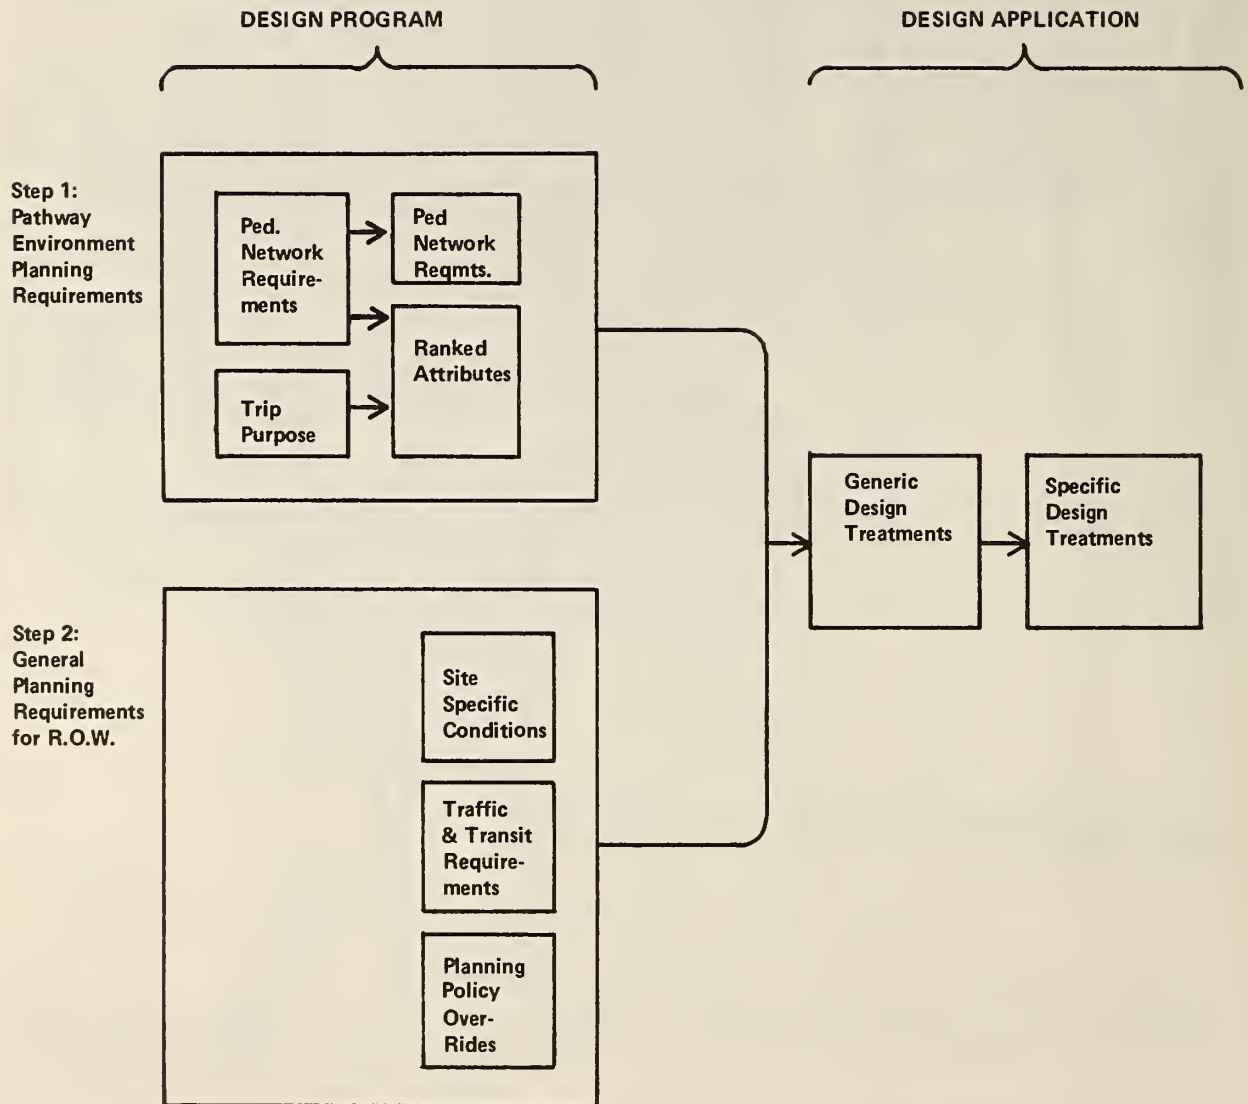 DESIGN PROGRAM
DESIGN APPLICATION
Step 1:
Pathway
Environment
Planning
Requirements
Ped.
Network
Require-
ments
Ped
Network
Reqmts.
Ranked
Attributes
Trip
Purpose
Generic
Design
Treatments
Specific
Design
Treatments
Step 2:
General
Planning
Requirements
for R.O.W.
Site
Specific
Conditions
Traffic
& Transit
Require-
ments
Planning
Policy
Over-
Rides